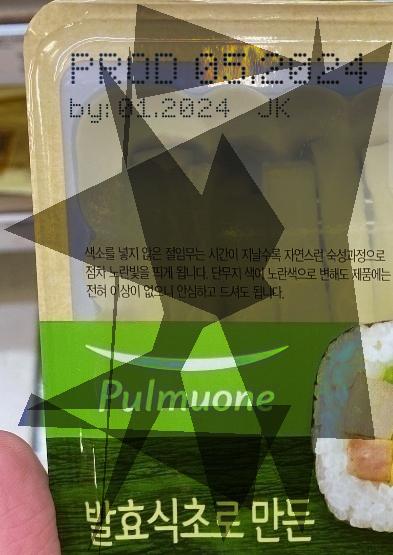 PROD 05.2024
by:01.2024 JK
색소를 넣지 않은 절임무는 시간이 지날수록 자연스런 숙성과정으로
점차 노란빛을 띄게 됩니다. 단무지 색이 노란색으로 변해도 제품에는
전혀 이상이 없으니 안심하고 드셔도 됩니다.
Pulmuone
발효식초로 만든